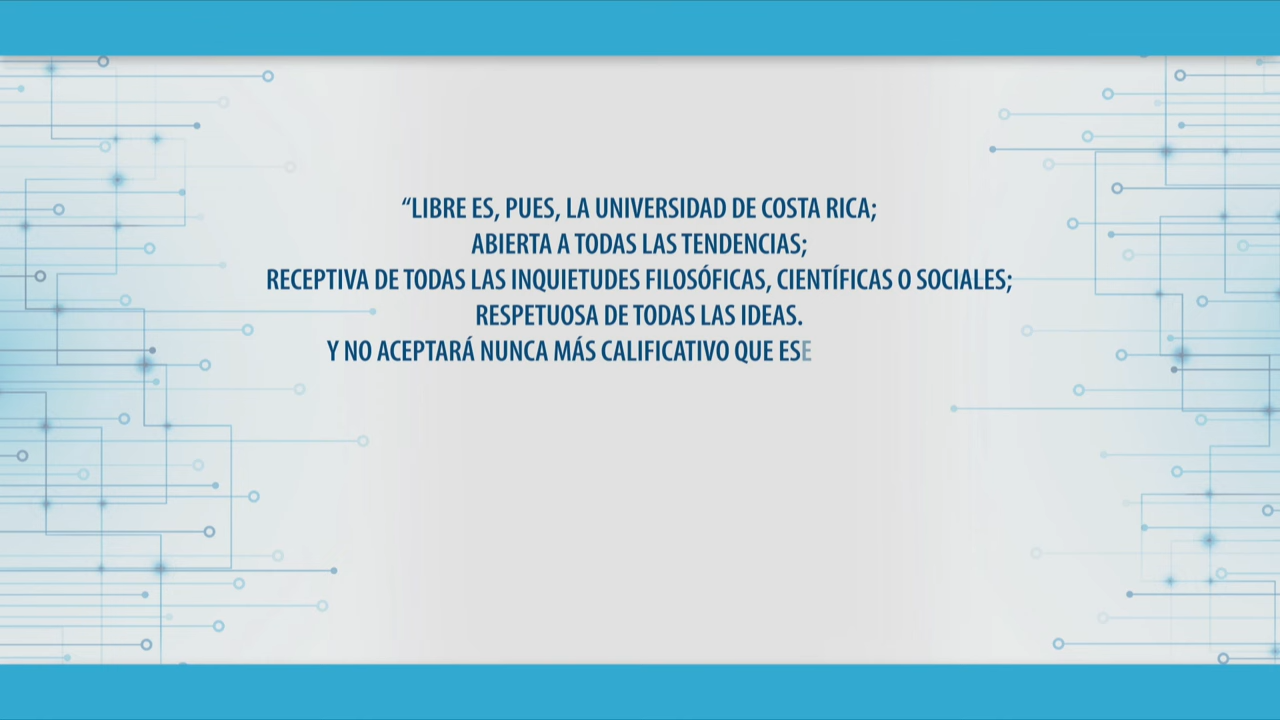 “LIBRE ES, PUES, LA UNIVERSIDAD DE COSTA RICA;
ABIERTA A TODAS LAS TENDENCIAS;
RECEPTIVA DE TODAS LAS INQUIETUDES FILOSÓFICAS, CIENTÍFICAS O SOCIALES;
RESPETUOSA DE TODAS LAS IDEAS.
Y NO ACEPTARÁ NUNCA MÁS CALIFICATIVO QUE ESE